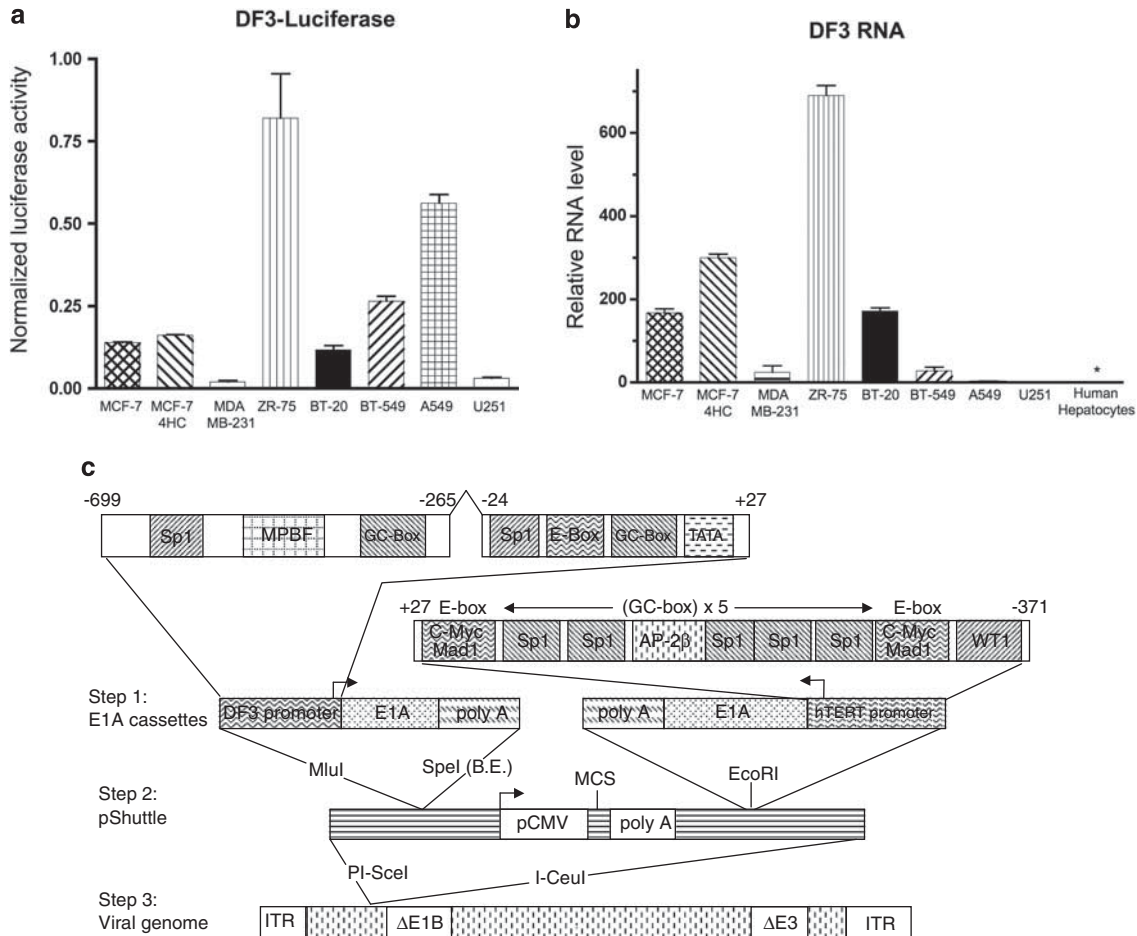 a
DF3-Luciferase
Normalized luciferase activity
1.00
0.75
0.50
0.25
0.00
MCF-7
MCF-7 4HC
MDA MB-231
ZR-75
BT-20
BT-549
A549
U251
b
DF3 RNA
Relative RNA level
600
400
200
0
MCF-7
MCF-7 4HC
MDA MB-231
ZR-75
BT-20
BT-549
A549
U251
*
Human Hepatocytes
c
-699
-265
-24
+27
Sp1
MPBF
GC-Box
Sp1
E-Box
GC-Box
TATA
+27
E-box
(GC-box) x 5
E-box
-371
C-Myc Mad1
Sp1
Sp1
AP-2β
Sp1
Sp1
Sp1
C-Myc Mad1
WT1
Step 1:
E1A cassettes
DF3 promoter
E1A
poly A
poly A
E1A
hTERT promoter
MluI
SpeI (B.E.)
MCS
EcoRI
Step 2:
pShuttle
pCMV
poly A
PI-SceI
I-CeuI
Step 3:
Viral genome
ITR
ΔE1B
ΔE3
ITR